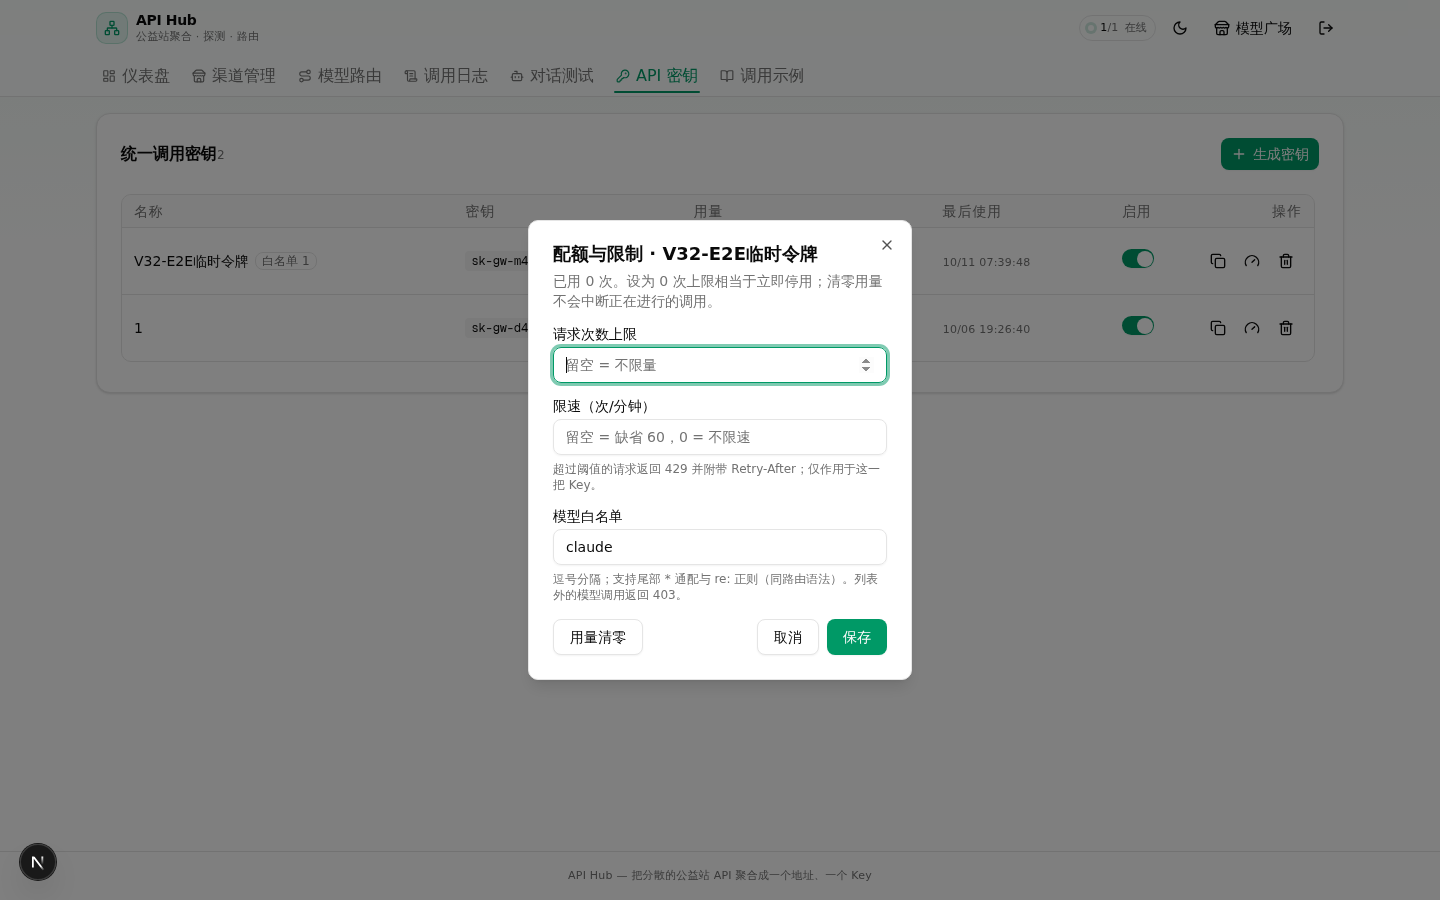 API Hub
公益站聚合 · 探测 · 路由
1/1 在线
模型广场
仪表盘
渠道管理
模型路由
调用日志
对话测试
API 密钥
调用示例
统一调用密钥2
生成密钥
名称 密钥 用量 最后使用 启用 操作
V32-E2E临时令牌 白名单 1 sk-gw-m4 10/11 07:39:48
1 sk-gw-d4 10/06 19:26:40
配额与限制 · V32-E2E临时令牌
已用 0 次。设为 0 次上限相当于立即停用；清零用量
不会中断正在进行的调用。
请求次数上限
留空 = 不限量
限速（次/分钟）
留空 = 缺省 60，0 = 不限速
超过阈值的请求返回 429 并附带 Retry-After；仅作用于这一
把 Key。
模型白名单
claude
逗号分隔；支持尾部 * 通配与 re: 正则（同路由语法）。列表
外的模型调用返回 403。
用量清零
取消
保存
N
API Hub — 把分散的公益站 API 聚合成一个地址、一个 Key